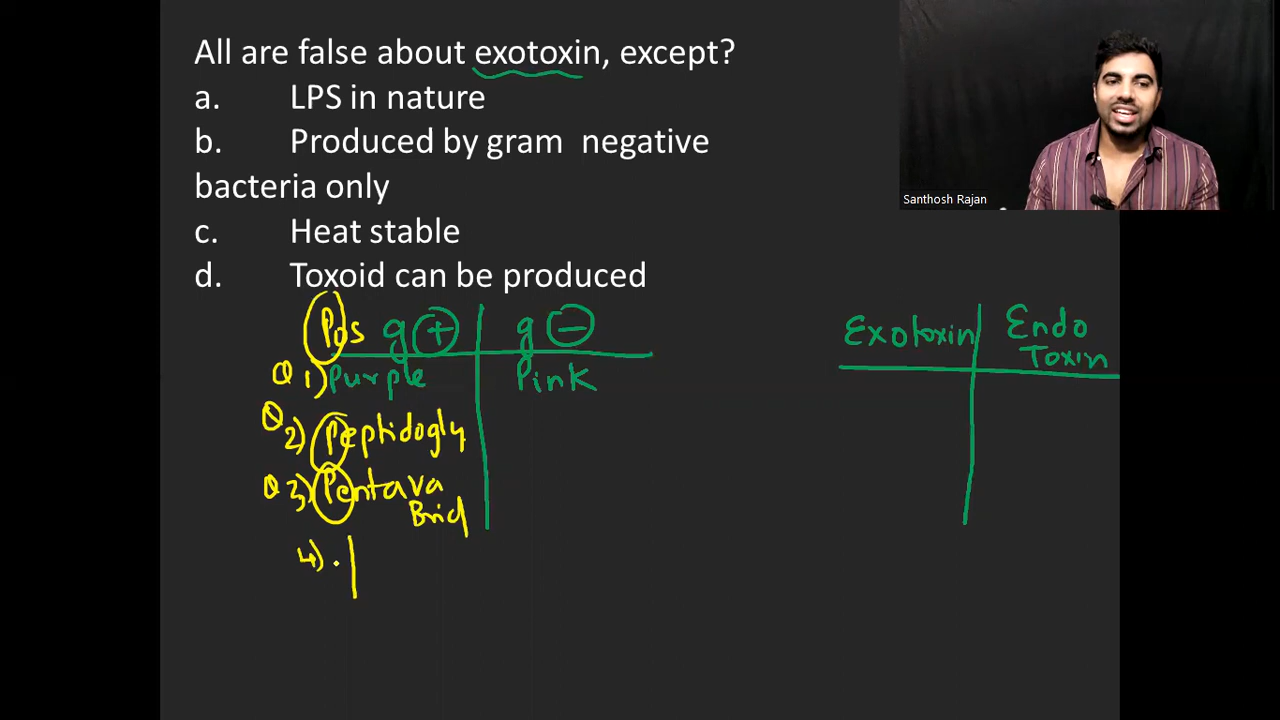 All are false about exotoxin, except?
a. LPS in nature
b. Produced by gram negative
bacteria only
c. Heat stable
d. Toxoid can be produced
Santhosh Rajan
Pos g + g -
Exotoxin Endo
Toxin
Q 1) Purple Pink
Q 2) Peptidogly
Q 3) Pentava
Brid
4)